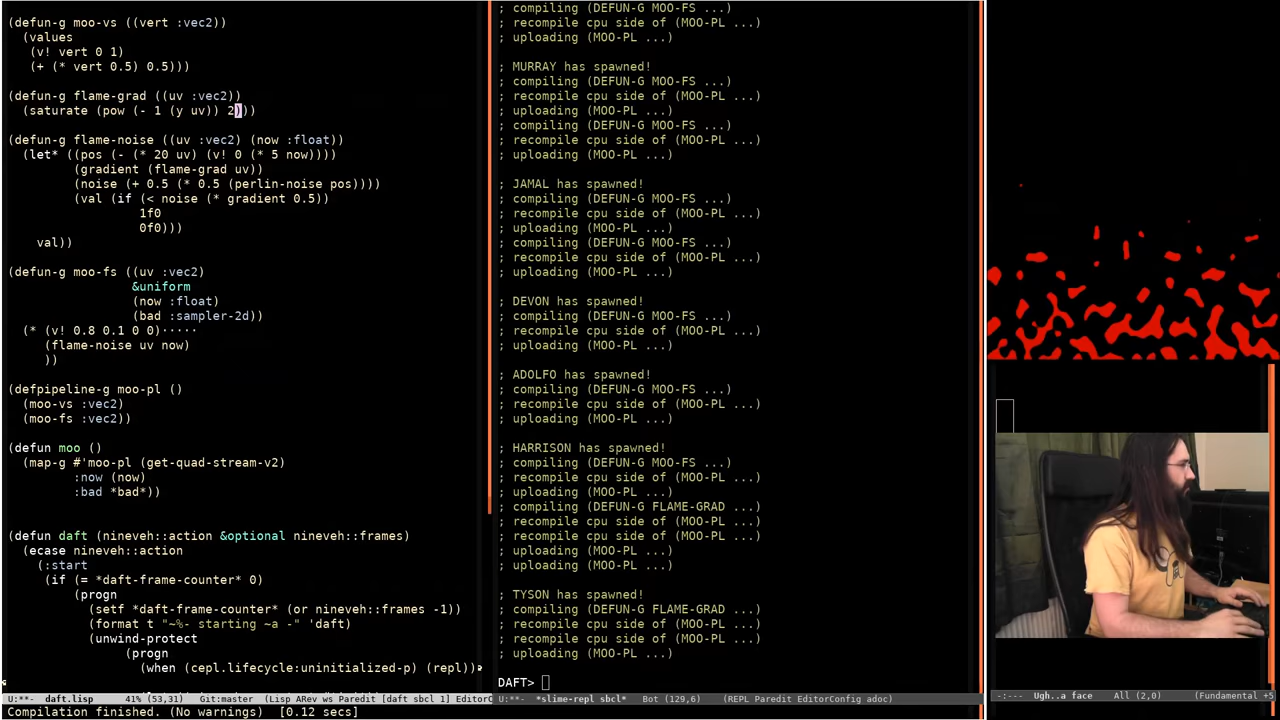 (defun-g moo-vs ((vert :vec2))
(values
(v! vert 0 1)
(+ (* vert 0.5) 0.5)))
(defun-g flame-grad ((uv :vec2))
(saturate (pow (- 1 (y uv)) 2)))
(defun-g flame-noise ((uv :vec2) (now :float))
(let* ((pos (- (* 20 uv) (v! 0 (* 5 now))))
(gradient (flame-grad uv))
(noise (+ 0.5 (* 0.5 (perlin-noise pos))))
(val (if (< noise (* gradient 0.5))
1f0
0f0)))
val))
(defun-g moo-fs ((uv :vec2)
&uniform
(now :float)
(bad :sampler-2d))
(* (v! 0.8 0.1 0 0)·····
(flame-noise uv now)
))
(defpipeline-g moo-pl ()
(moo-vs :vec2)
(moo-fs :vec2))
(defun moo ()
(map-g #'moo-pl (get-quad-stream-v2)
:now (now)
:bad *bad*))
(defun daft (nineveh::action &optional nineveh::frames)
(ecase nineveh::action
(:start
(if (= *daft-frame-counter* 0)
(progn
(setf *daft-frame-counter* (or nineveh::frames -1))
(format t "~%- starting ~a -" 'daft)
(unwind-protect
(progn
(when (cepl.lifecycle:uninitialized-p) (repl))
U:**- daft.lisp 41% (53,31) Git:master (Lisp ARev ws Paredit [daft sbcl 1] EditorC
Compilation finished. (No warnings) [0.12 secs]
; compiling (DEFUN-G MOO-FS ...)
; recompile cpu side of (MOO-PL ...)
; uploading (MOO-PL ...)
; MURRAY has spawned!
; compiling (DEFUN-G MOO-FS ...)
; recompile cpu side of (MOO-PL ...)
; uploading (MOO-PL ...)
; compiling (DEFUN-G MOO-FS ...)
; recompile cpu side of (MOO-PL ...)
; uploading (MOO-PL ...)
; JAMAL has spawned!
; compiling (DEFUN-G MOO-FS ...)
; recompile cpu side of (MOO-PL ...)
; uploading (MOO-PL ...)
; compiling (DEFUN-G MOO-FS ...)
; recompile cpu side of (MOO-PL ...)
; uploading (MOO-PL ...)
; DEVON has spawned!
; compiling (DEFUN-G MOO-FS ...)
; recompile cpu side of (MOO-PL ...)
; uploading (MOO-PL ...)
; ADOLFO has spawned!
; compiling (DEFUN-G MOO-FS ...)
; recompile cpu side of (MOO-PL ...)
; uploading (MOO-PL ...)
; HARRISON has spawned!
; compiling (DEFUN-G MOO-FS ...)
; recompile cpu side of (MOO-PL ...)
; uploading (MOO-PL ...)
; compiling (DEFUN-G FLAME-GRAD ...)
; recompile cpu side of (MOO-PL ...)
; recompile cpu side of (MOO-PL ...)
; uploading (MOO-PL ...)
; uploading (MOO-PL ...)
; TYSON has spawned!
; compiling (DEFUN-G FLAME-GRAD ...)
; recompile cpu side of (MOO-PL ...)
; recompile cpu side of (MOO-PL ...)
; uploading (MOO-PL ...)
DAFT>
U:**- *slime-repl sbcl* Bot (129,6) (REPL Paredit EditorConfig adoc)
-:--- Ugh..a face All (2,0) (Fundamental +5